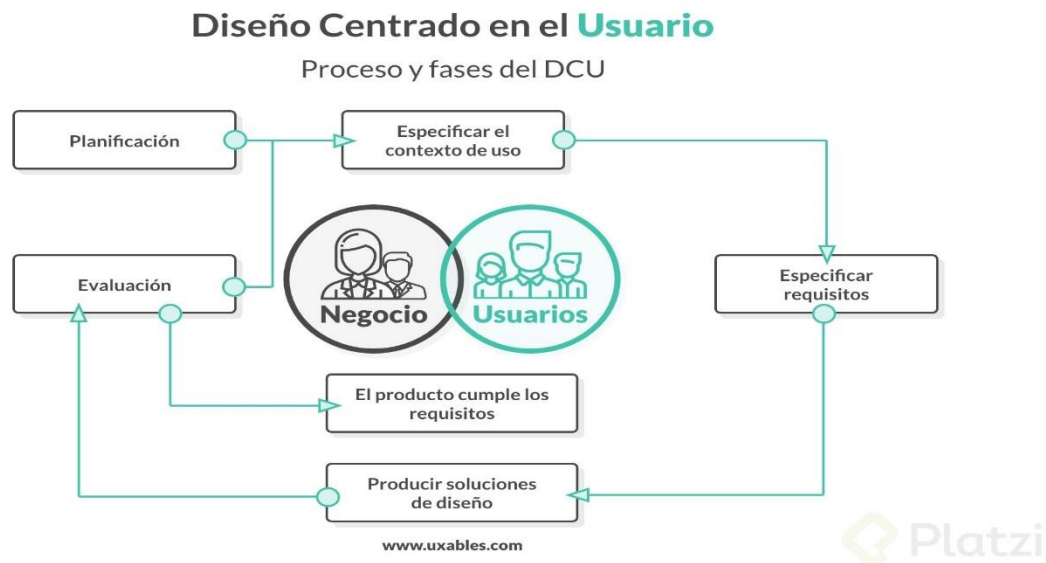 Diseño Centrado en el Usuario
Proceso y fases del DCU
Planificación
Especificar el
contexto de uso
Evaluación
Negocio
Usuarios
Especificar
requisitos
El producto cumple los
requisitos
Producir soluciones
de diseño
www.uxables.com
Platzi